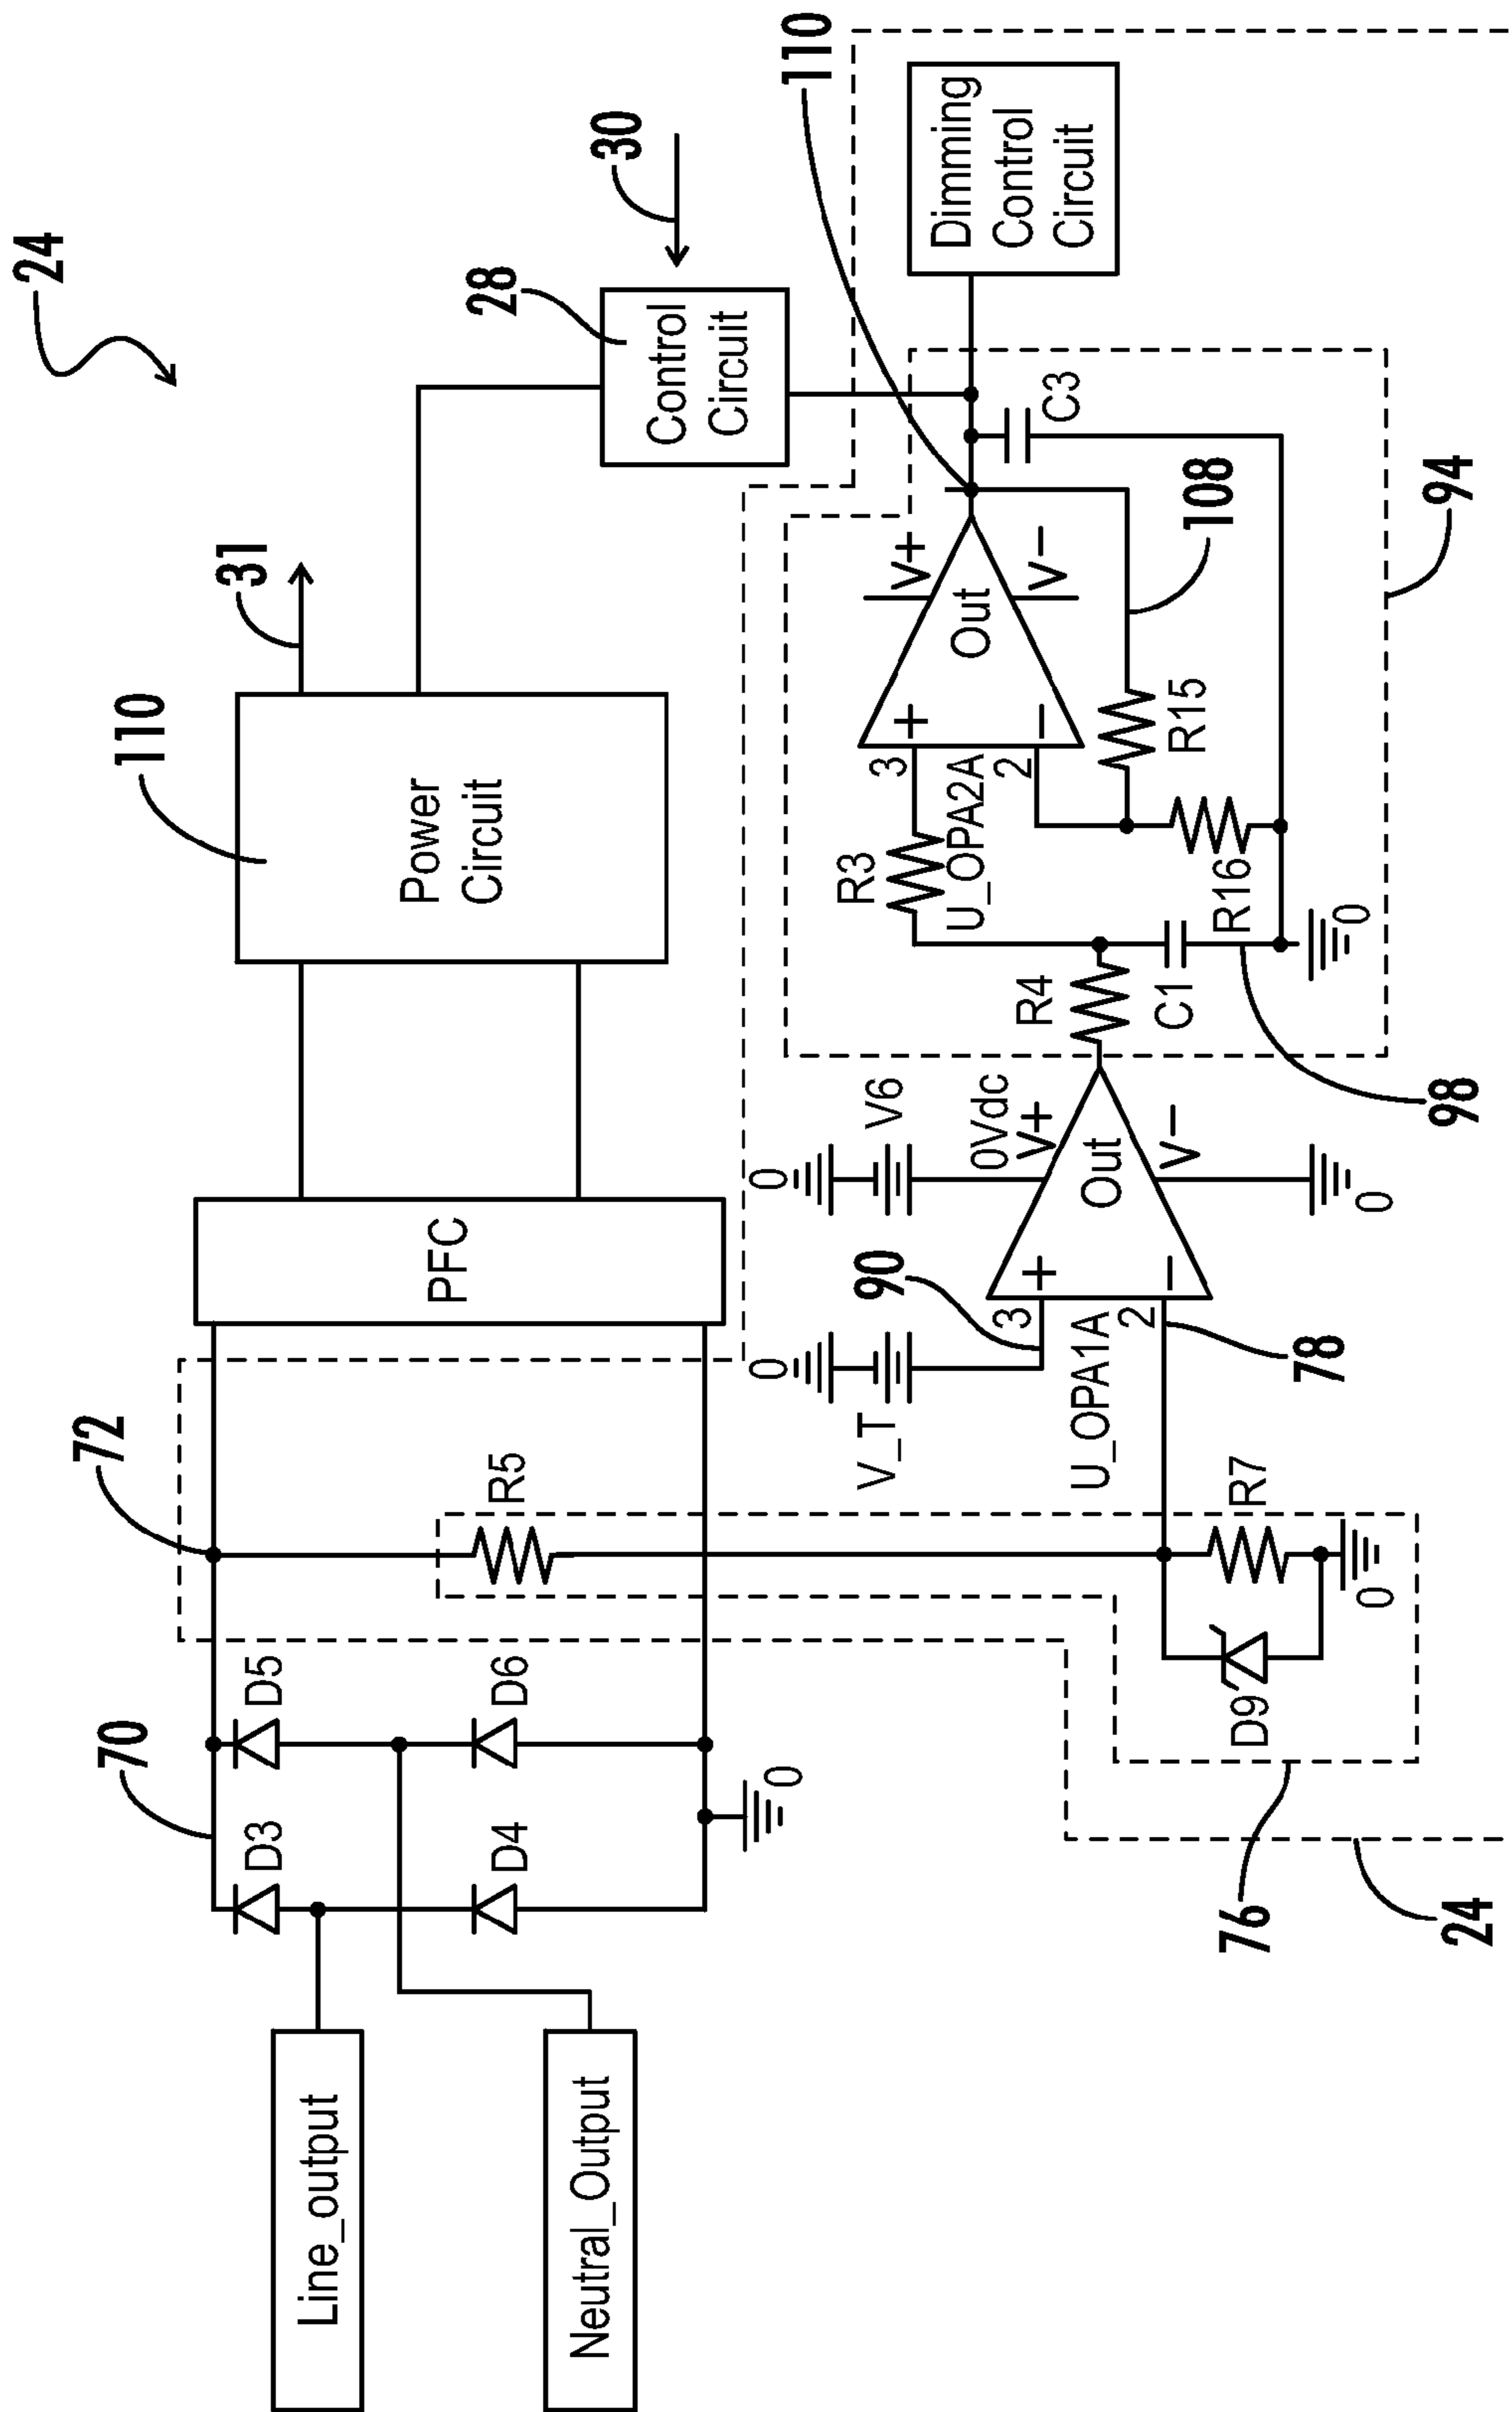 24
110
31
30
28
Power
Circuit
Control
Circuit
PFC
72
70
D3
D5
D4
D6
0
Line_output
Neutral_Output
R5
110
Dimming
Control
Circuit
0
V_T
90
0
V6
0Vdc
V+
3
+
U_OPA1A
Out
2
−
V−
78
0
R4
C1
98
R3
3
+
V+
U_OPA2A
Out
2
−
V−
R15
R16
108
C3
0
94
R7
D9
0
76
24